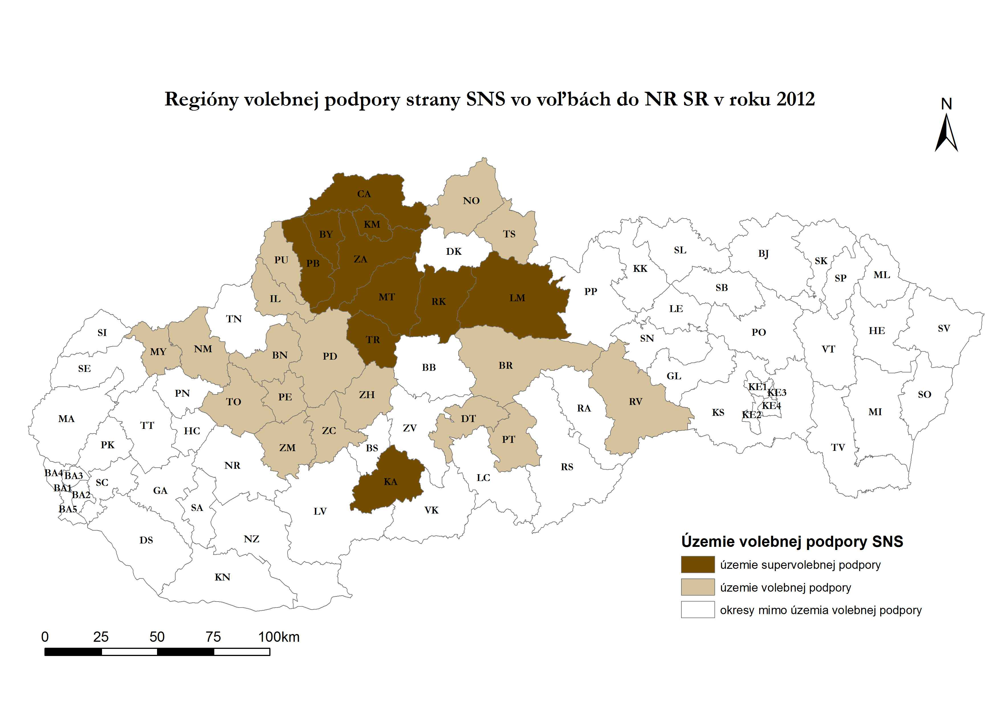 Regióny volebnej podpory strany SNS vo voľbách do NR SR v roku 2012
N
CA
NO
KM
BY
TS
DK
SL
BJ
PU
PB
ZA
KK
SK
SP
ML
IL
MT
RK
LM
PP
SB
LE
TN
SI
TR
SN
PO
HE
SV
MY
NM
BN
PD
VT
SE
BB
BR
GL
PN
TO
PE
ZH
RV
KE1
KE3
SO
MA
TT
HC
ZC
ZV
DT
RA
KS
KE4
KE2
MI
PK
ZM
BS
PT
TV
NR
RS
BA4
BA3
SC
KA
LC
BA1
BA2
GA
BA5
SA
LV
VK
DS
NZ
KN
Územie volebnej podpory SNS
územie supervolebnej podpory
územie volebnej podpory
okresy mimo územia volebnej podpory
0 25 50 75 100km